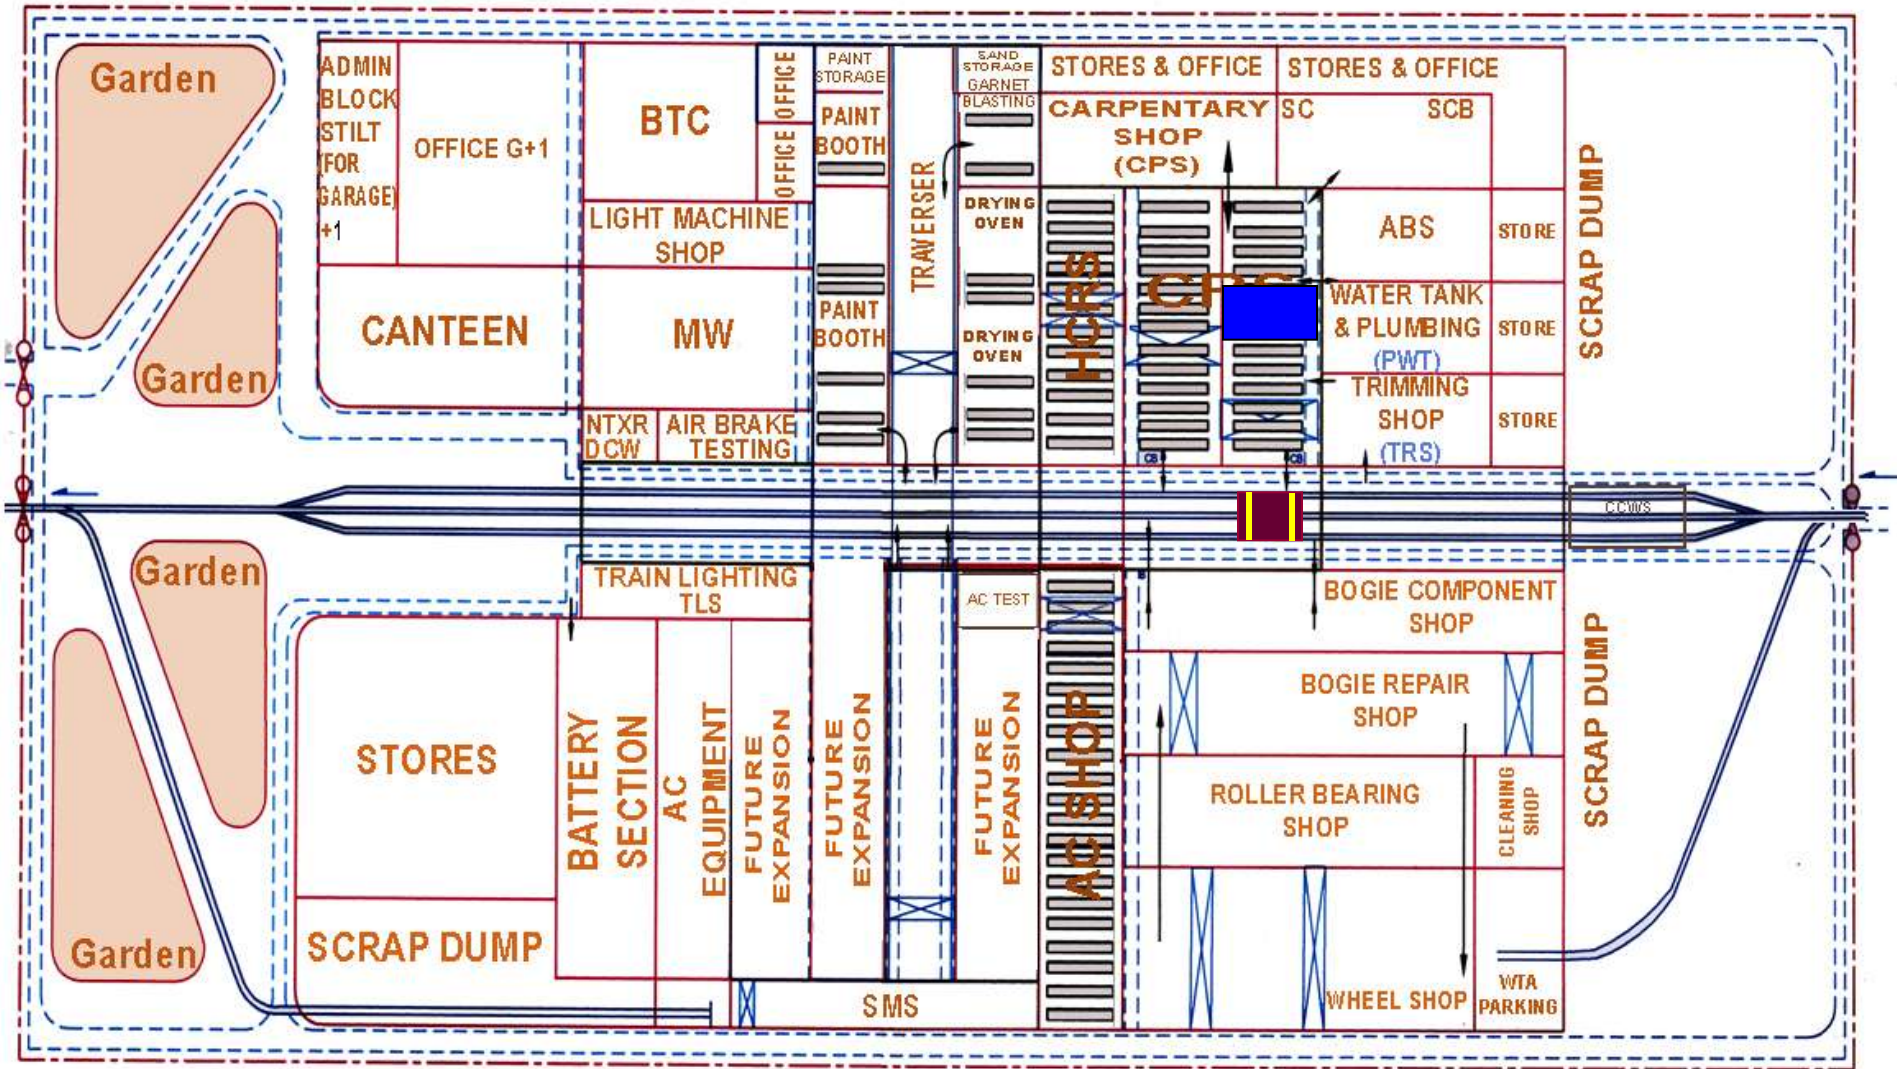 Garden
ADMIN
BLOCK
STILT
(FOR
GARAGE)
+1
OFFICE G+1
BTC
OFFICE
OFFICE
PAINT
STORAGE
PAINT
BOOTH
TRAVERSER
SAND
STORAGE
GARNET
BLASTING
STORES & OFFICE
STORES & OFFICE
CARPENTARY
SHOP
(CPS)
SC
SCB
SCRAP DUMP
LIGHT MACHINE
SHOP
DRYING
OVEN
HCRS
ABS
STORE
CANTEEN
MW
PAINT
BOOTH
DRYING
OVEN
WATER TANK
& PLUMBING
(PWT)
STORE
Garden
TRIMMING
SHOP
(TRS)
STORE
NTXR
DCW
AIR BRAKE
TESTING
CB
CB
CCWS
Garden
TRAIN LIGHTING
TLS
AC TEST
BOGIE COMPONENT
SHOP
SCRAP DUMP
STORES
BATTERY
SECTION
AC
EQUIPMENT
FUTURE
EXPANSION
FUTURE
EXPANSION
FUTURE
EXPANSION
AC SHOP
BOGIE REPAIR
SHOP
ROLLER BEARING
SHOP
CLEANING
SHOP
Garden
SCRAP DUMP
SMS
WHEEL SHOP
WTA
PARKING